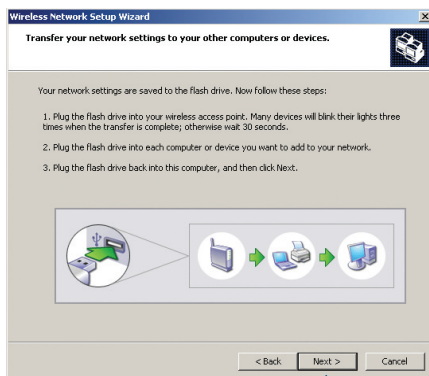 Wireless Network Setup Wizard
Transfer your network settings to your other computers or devices.
Your network settings are saved to the flash drive. Now follow these steps:
1. Plug the flash drive into your wireless access point. Many devices will blink their lights three
times when the transfer is complete; otherwise wait 30 seconds.
2. Plug the flash drive into each computer or device you want to add to your network.
3. Plug the flash drive back into this computer, and then click Next.
< Back Next > Cancel